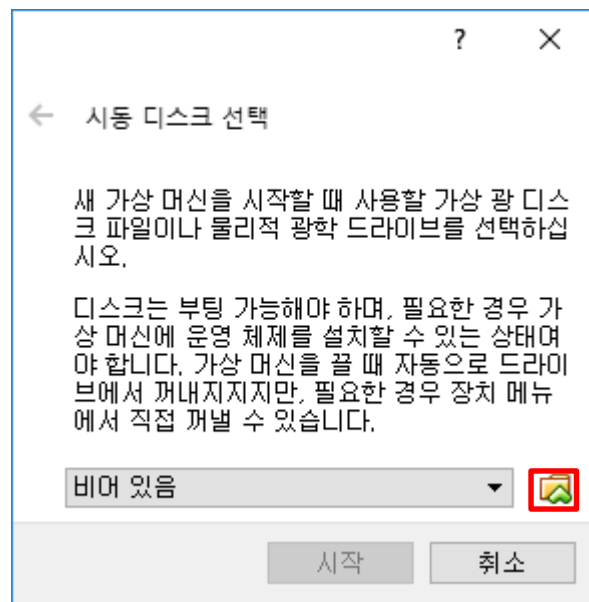 ?
← 시동 디스크 선택
새 가상 머신을 시작할 때 사용할 가상 광 디스
크 파일이나 물리적 광학 드라이브를 선택하십
시오.
디스크는 부팅 가능해야 하며, 필요한 경우 가
상 머신에 운영 체제를 설치할 수 있는 상태여
야 합니다. 가상 머신을 끌 때 자동으로 드라이
브에서 꺼내지지지만, 필요한 경우 장치 메뉴
에서 직접 꺼낼 수 있습니다.
비어 있음
시작 취소